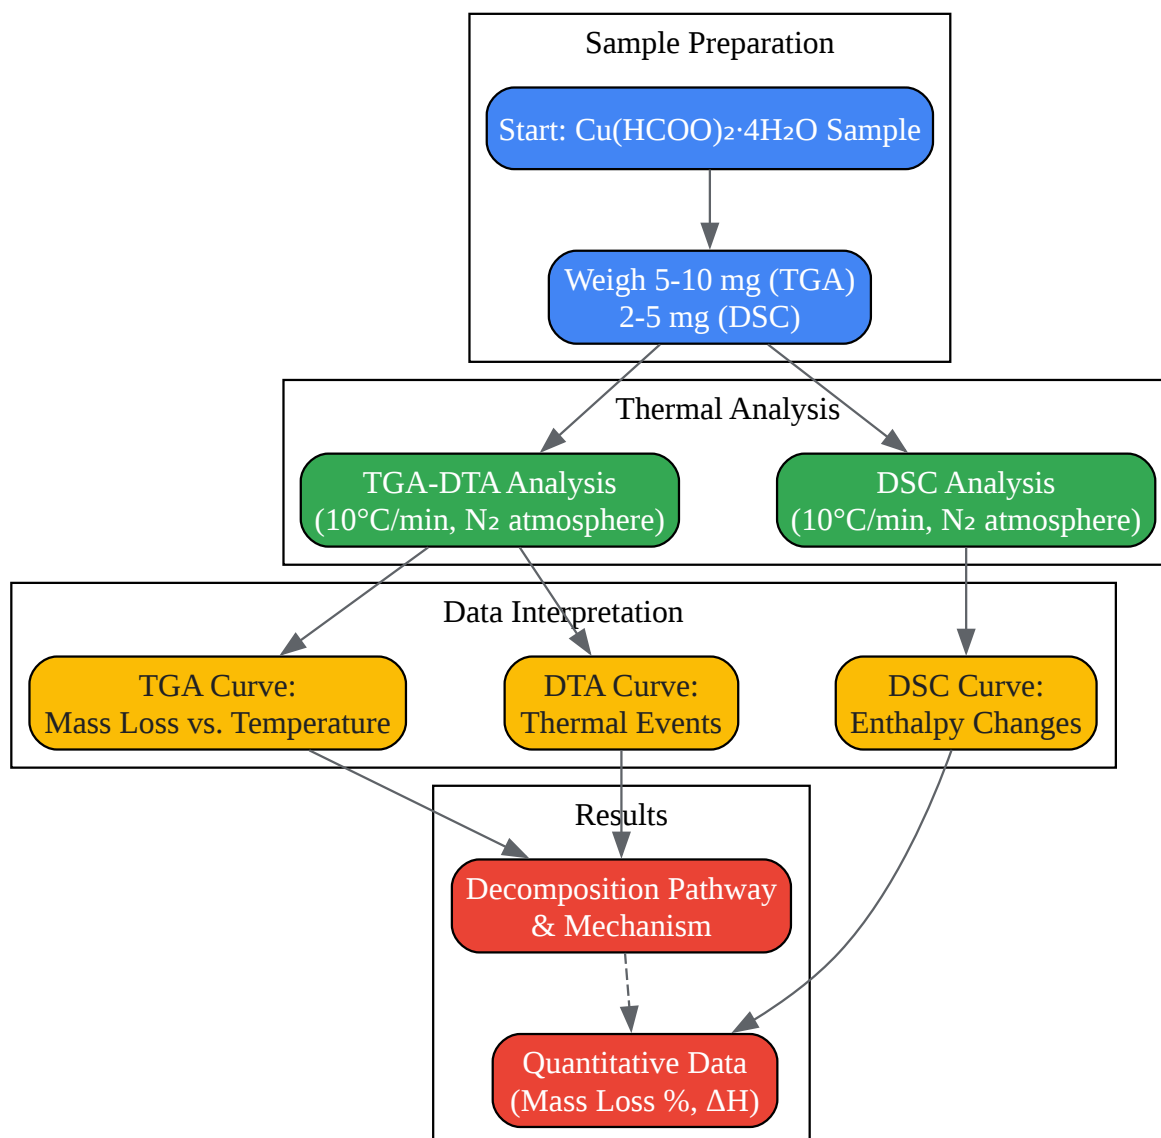 Sample Preparation
Start: Cu(HCOO)₂·4H₂O Sample
Weigh 5-10 mg (TGA)
2-5 mg (DSC)
Thermal Analysis
TGA-DTA Analysis
(10°C/min, N₂ atmosphere)
DSC Analysis
(10°C/min, N₂ atmosphere)
Data Interpretation
TGA Curve:
Mass Loss vs. Temperature
DTA Curve:
Thermal Events
DSC Curve:
Enthalpy Changes
Results
Decomposition Pathway
& Mechanism
Quantitative Data
(Mass Loss %, ΔH)